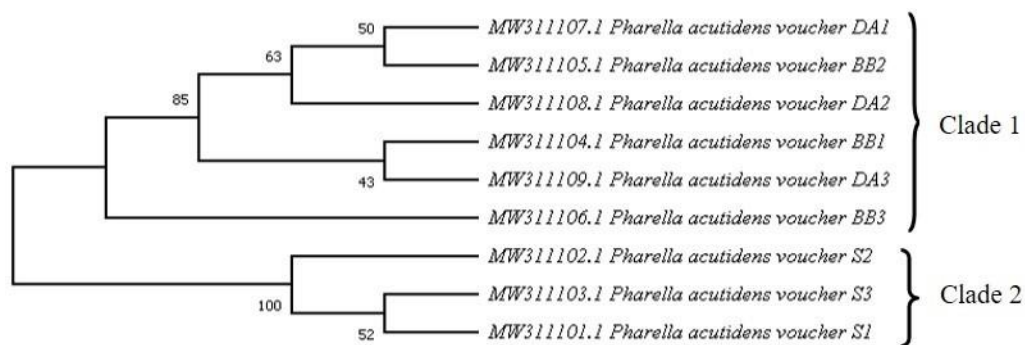 50
MW311107.1 Pharella acutidens voucher DA1
63
MW311105.1 Pharella acutidens voucher BB2
85
MW311108.1 Pharella acutidens voucher DA2
Clade 1
MW311104.1 Pharella acutidens voucher BB1
43
MW311109.1 Pharella acutidens voucher DA3
MW311106.1 Pharella acutidens voucher BB3
MW311102.1 Pharella acutidens voucher S2
100
MW311103.1 Pharella acutidens voucher S3
Clade 2
52
MW311101.1 Pharella acutidens voucher S1